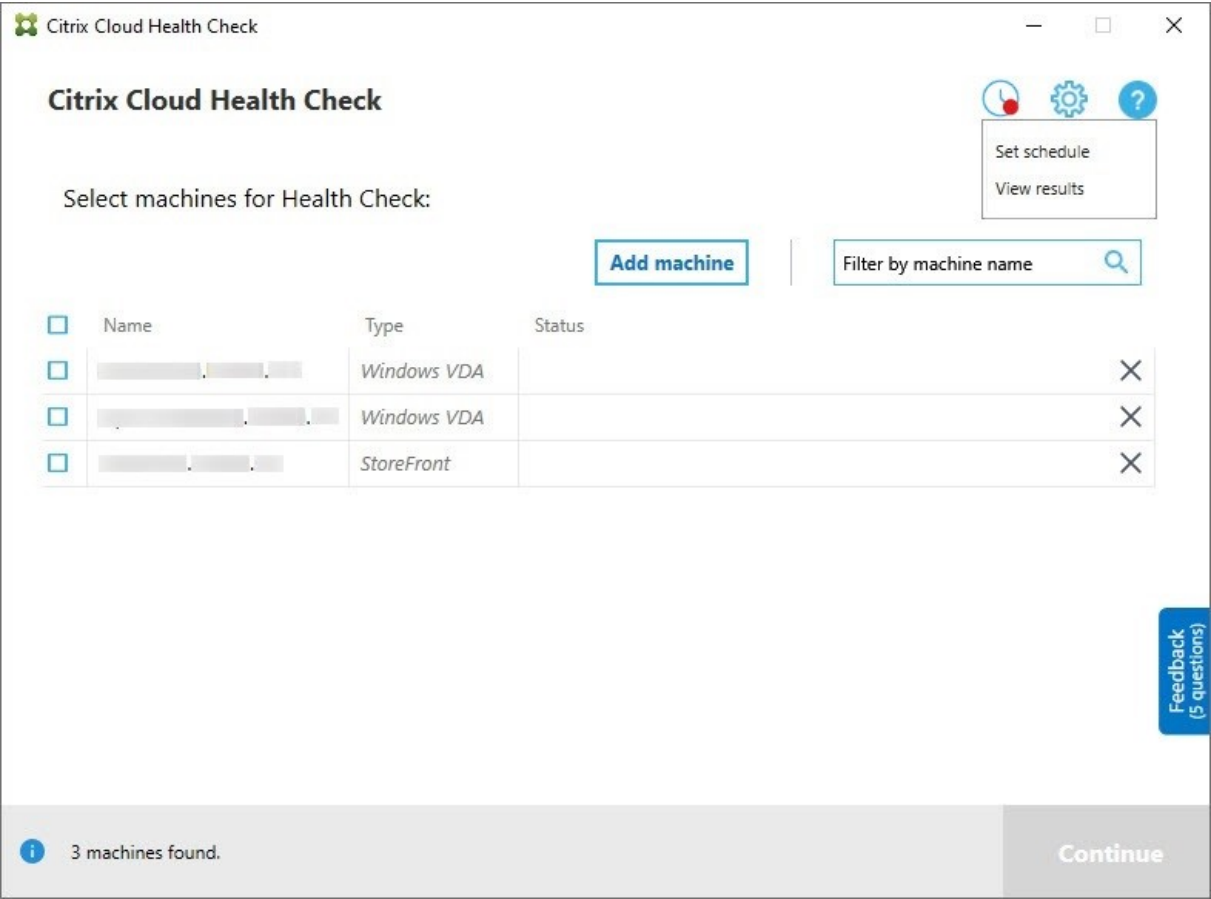 Citrix Cloud Health Check
Citrix Cloud Health Check
?
Set schedule
View results
Select machines for Health Check:
Add machine
Filter by machine name
Name Type Status
Windows VDA
Windows VDA
StoreFront
Feedback
(5 questions)
i 3 machines found.
Continue